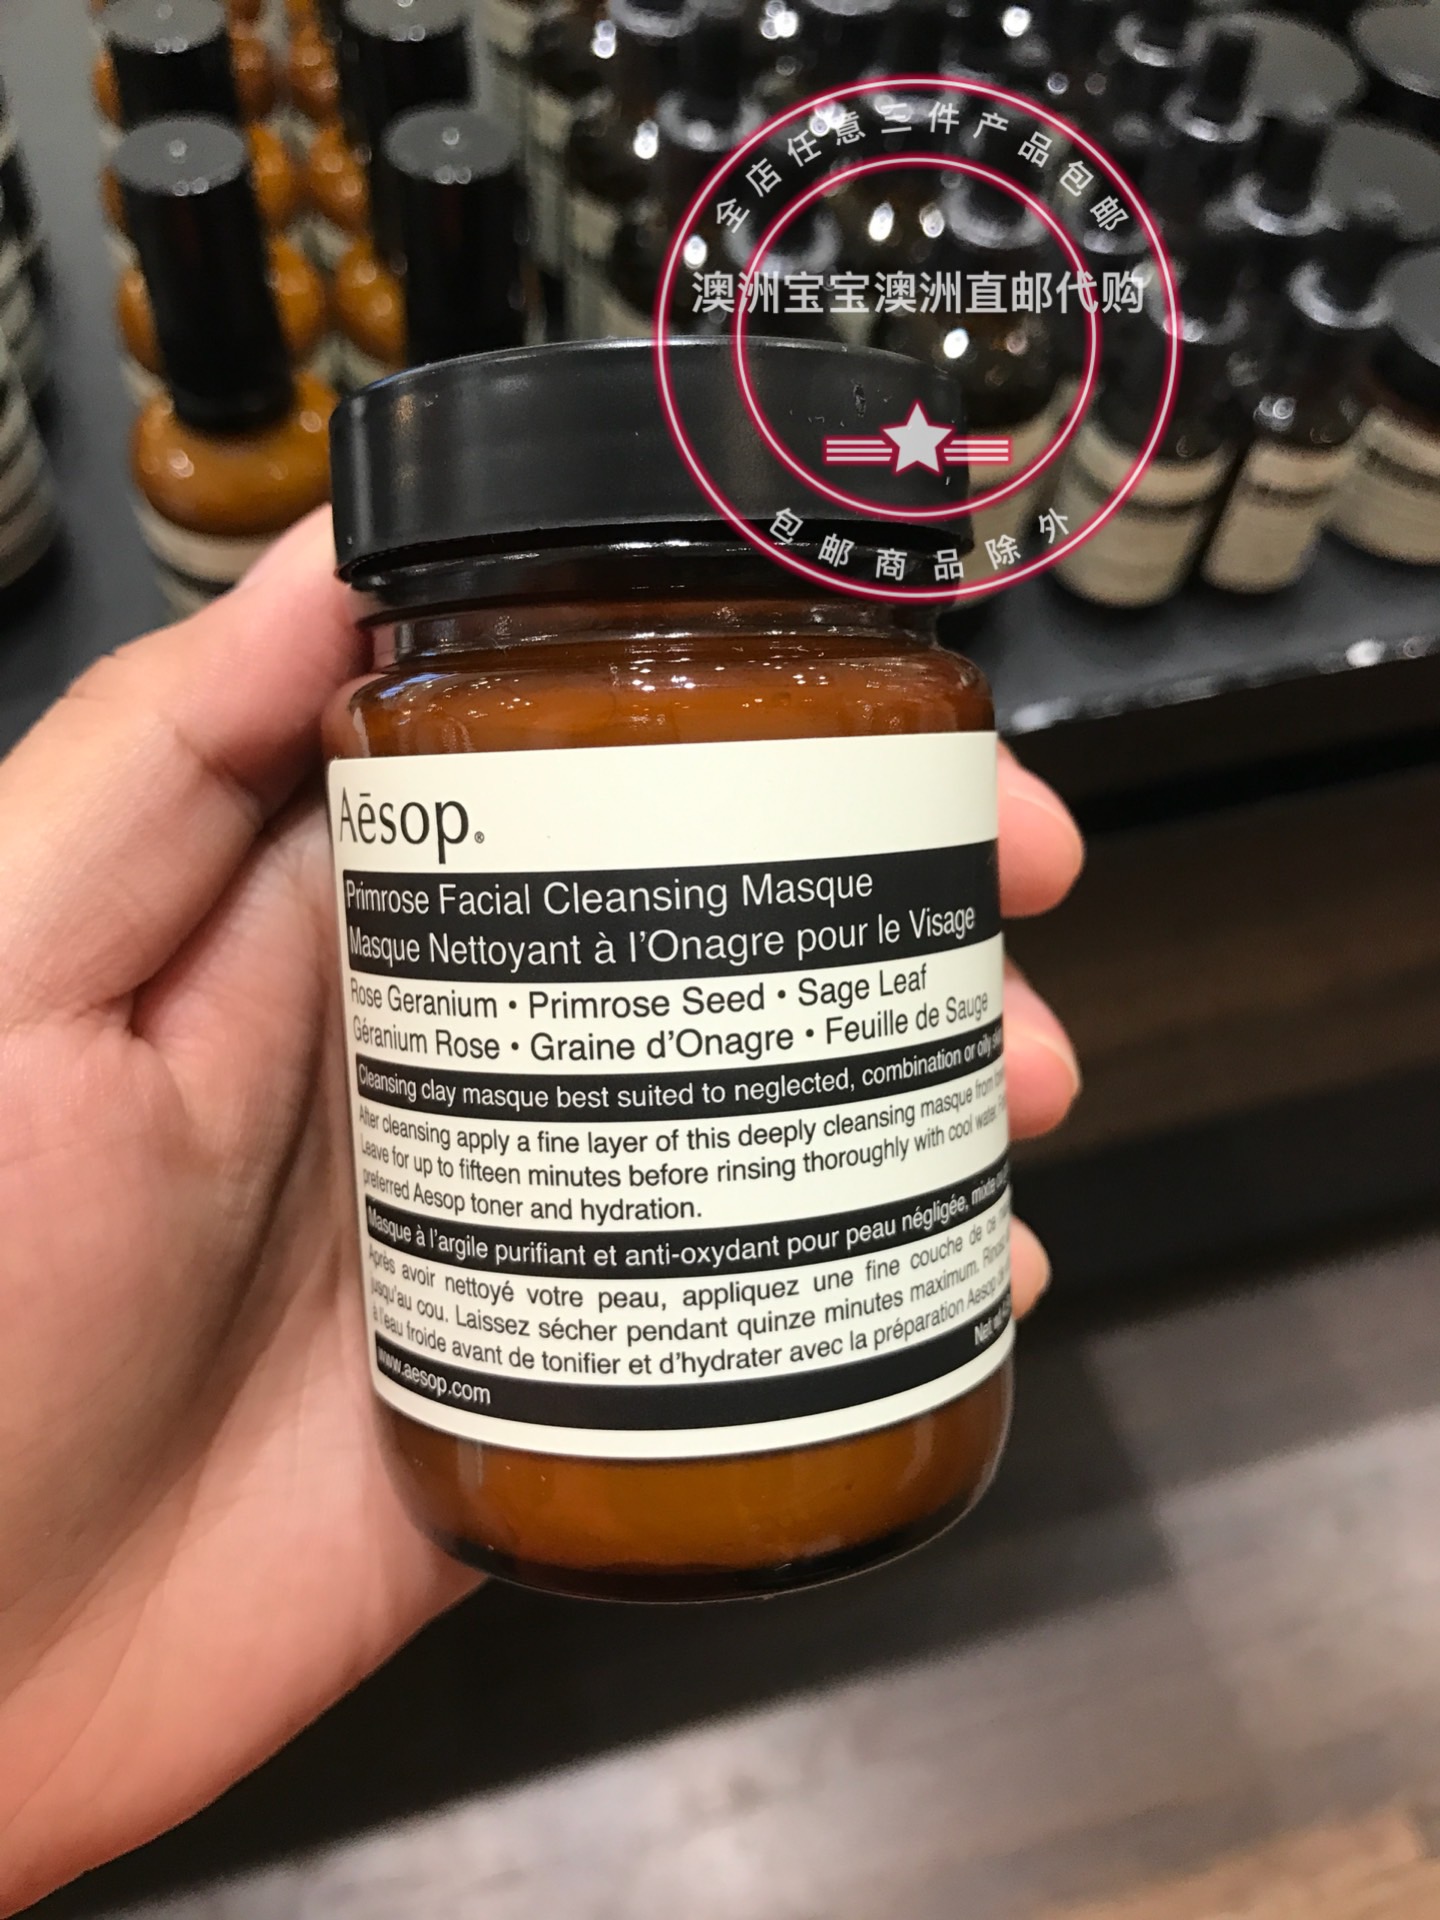 全店任意三件产品包邮
澳洲宝宝澳洲直邮代购
包邮商品除外
Aēsop®
Primrose Facial Cleansing Masque
Masque Nettoyant à l'Onagre pour le Visage
Rose Geranium • Primrose Seed • Sage Leaf
Géranium Rose • Graine d'Onagre • Feuille de Sauge
Cleansing clay masque best suited to neglected, combination or oily
After cleansing apply a fine layer of this deeply cleansing masque from
Leave for up to fifteen minutes before rinsing thoroughly with cool water.
preferred Aesop toner and hydration.
Masque à l'argile purifiant et anti-oxydant pour peau négligée, mixte
Après avoir nettoyé votre peau, appliquez une fine couche de ce
jusqu'au cou. Laissez sécher pendant quinze minutes maximum.
à l'eau froide avant de tonifier et d'hydrater avec la préparation Aesop
Net
www.aesop.com